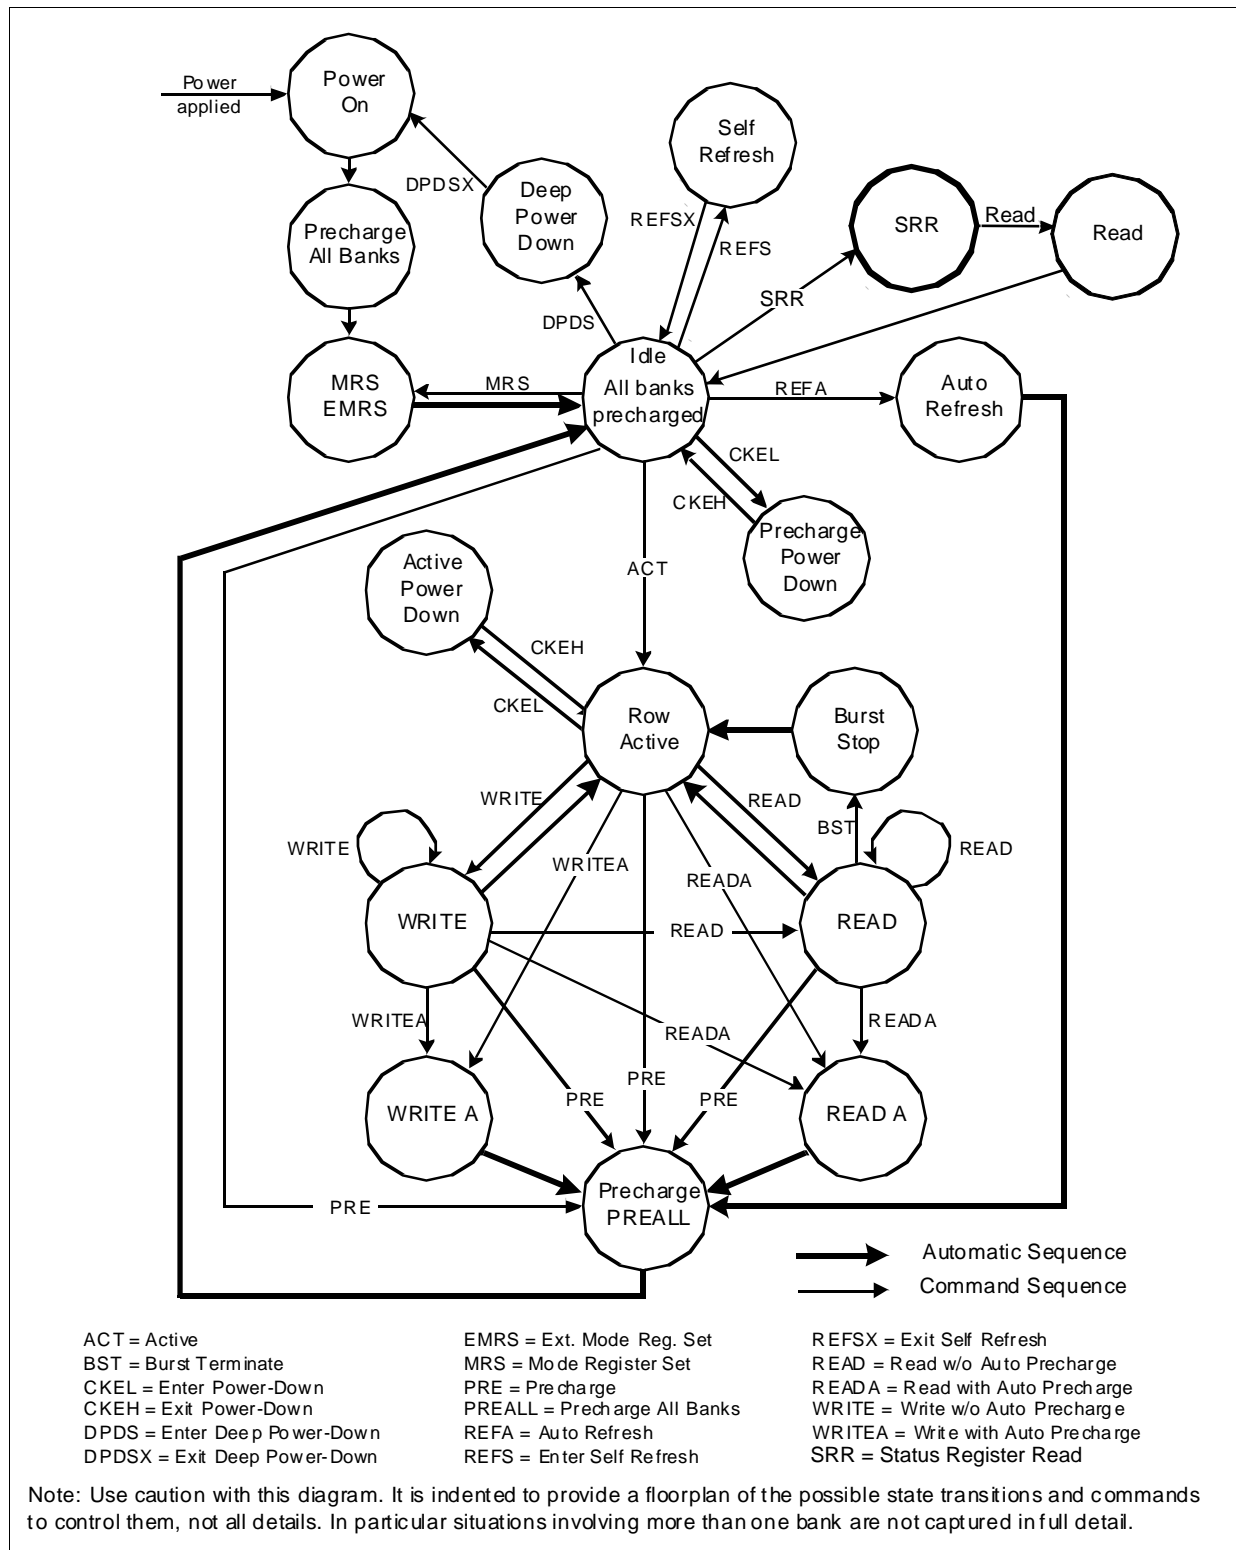 Power
applied
Power
On
Self
Refresh
DPDSX
Deep
Power
Down
REFSX
REFS
SRR
Read
Read
Precharge
All Banks
SRR
DPDS
MRS
EMRS
MRS
Idle
All banks
precharged
REFA
Auto
Refresh
CKEL
CKEH
Precharge
Power
Down
Active
Power
Down
ACT
CKEH
CKEL
Row
Active
Burst
Stop
WRITE
READ
BST
WRITE
READ
WRITEA
READA
WRITE
READ
READ
WRITEA
READA
READA
PRE
PRE
PRE
WRITE A
READ A
Precharge
PREALL
PRE
Automatic Sequence
Command Sequence
ACT = Active
BST = Burst Terminate
CKEL = Enter Power-Down
CKEH = Exit Power-Down
DPDS = Enter Deep Power-Down
DPDSX = Exit Deep Power-Down
EMRS = Ext. Mode Reg. Set
MRS = Mode Register Set
PRE = Precharge
PREALL = Precharge All Banks
REFA = Auto Refresh
REFS = Enter Self Refresh
REFSX = Exit Self Refresh
READ = Read w/o Auto Precharge
READA = Read with Auto Precharge
WRITE = Write w/o Auto Precharge
WRITEA = Write with Auto Precharge
SRR = Status Register Read
Note: Use caution with this diagram. It is indented to provide a floorplan of the possible state transitions and commands
to control them, not all details. In particular situations involving more than one bank are not captured in full detail.